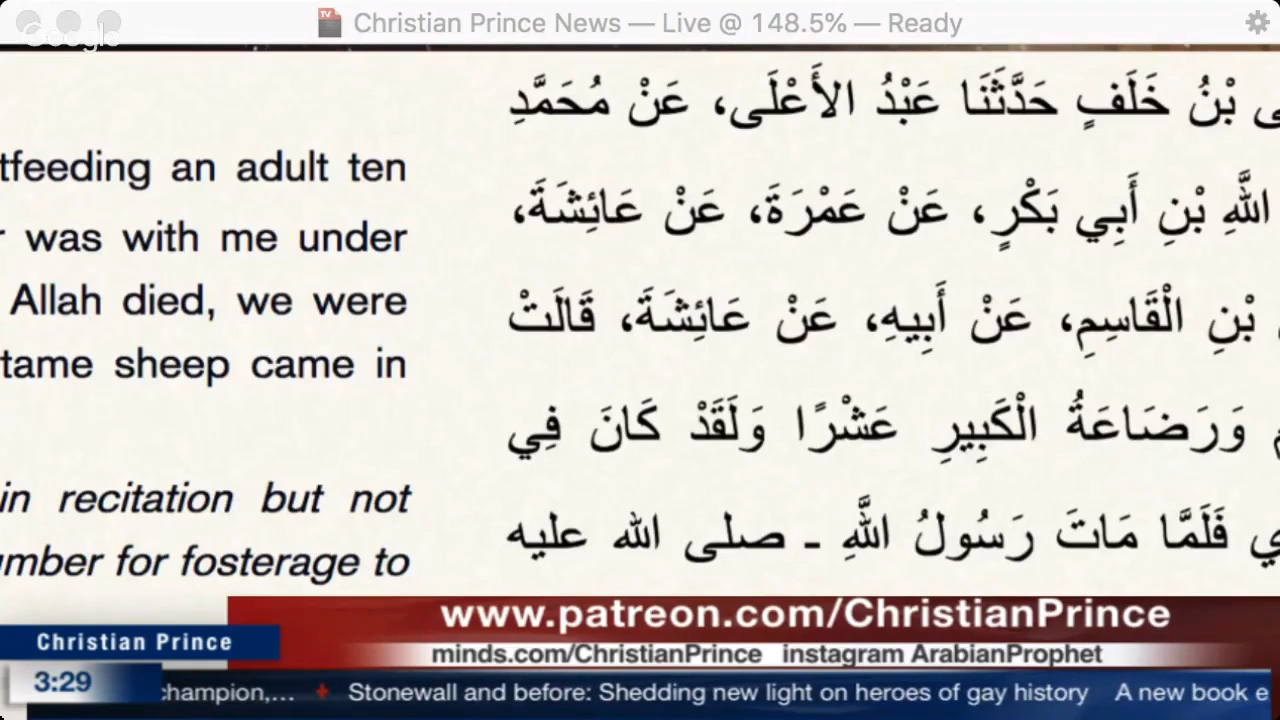 Christian Prince News — Live @ 148.5% — Ready
Google
tfeeding an adult ten
r was with me under
Allah died, we were
tame sheep came in
in recitation but not
umber for fosterage to
ى بْنُ خَلَفٍ حَدَّثَنَا عَبْدُ الأَعْلَى، عَنْ مُحَمَّدِ
اللَّهِ بْنِ أَبِي بَكْرٍ، عَنْ عَمْرَةَ، عَنْ عَائِشَةَ،
بْنِ الْقَاسِمِ، عَنْ أَبِيهِ، عَنْ عَائِشَةَ، قَالَتْ
وَرَضَاعَةُ الْكَبِيرِ عَشْرًا وَلَقَدْ كَانَ فِي
ي فَلَمَّا مَاتَ رَسُولُ اللَّهِ ـ صلى الله عليه
www.patreon.com/ChristianPrince
Christian Prince
minds.com/ChristianPrince instagram ArabianProphet
3:29
champion,... Stonewall and before: Shedding new light on heroes of gay history A new book e